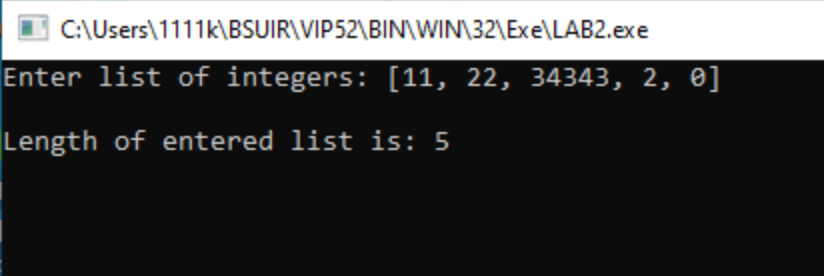 C:\Users\1111k\BSUIR\VIP52\BIN\WIN\32\Exe\LAB2.exe
Enter list of integers: [11, 22, 34343, 2, 0]
Length of entered list is: 5